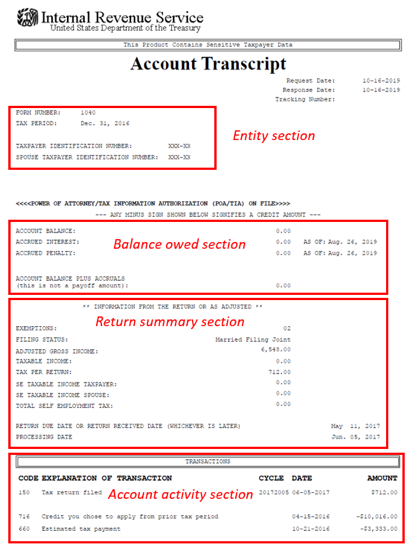 Internal Revenue Service
United States Department of the Treasury
This Product Contains Sensitive Taxpayer Data
Account Transcript
Request Date: 10-16-2019
Response Date: 10-16-2019
Tracking Number:
FORM NUMBER: 1040
TAX PERIOD: Dec. 31, 2016
Entity section
TAXPAYER IDENTIFICATION NUMBER: XXX-XX
SPOUSE TAXPAYER IDENTIFICATION NUMBER: XXX-XX
<<<<POWER OF ATTORNEY/TAX INFORMATION AUTHORIZATION (POA/TIA) ON FILE>>>>
--- ANY MINUS SIGN SHOWN BELOW SIGNIFIES A CREDIT AMOUNT ---
ACCOUNT BALANCE: 0.00
ACCRUED INTEREST: 0.00 AS OF: Aug. 26, 2019
Balance owed section
ACCRUED PENALTY: 0.00 AS OF: Aug. 26, 2019
ACCOUNT BALANCE PLUS ACCRUALS
(this is not a payoff amount): 0.00
** INFORMATION FROM THE RETURN OR AS ADJUSTED **
Return summary section
EXEMPTIONS: 02
FILING STATUS: Married Filing Joint
ADJUSTED GROSS INCOME: 6,548.00
TAXABLE INCOME: 0.00
TAX PER RETURN: 712.00
SE TAXABLE INCOME TAXPAYER: 0.00
SE TAXABLE INCOME SPOUSE: 0.00
TOTAL SELF EMPLOYMENT TAX: 0.00
RETURN DUE DATE OR RETURN RECEIVED DATE (WHICHEVER IS LATER) May 11, 2017
PROCESSING DATE Jun. 05, 2017
TRANSACTIONS
CODE EXPLANATION OF TRANSACTION CYCLE DATE AMOUNT
150 Tax return filed 20172005 06-05-2017 $712.00
Account activity section
716 Credit you chose to apply from prior tax period 04-15-2016 -$10,016.00
660 Estimated tax payment 10-21-2016 -$3,333.00